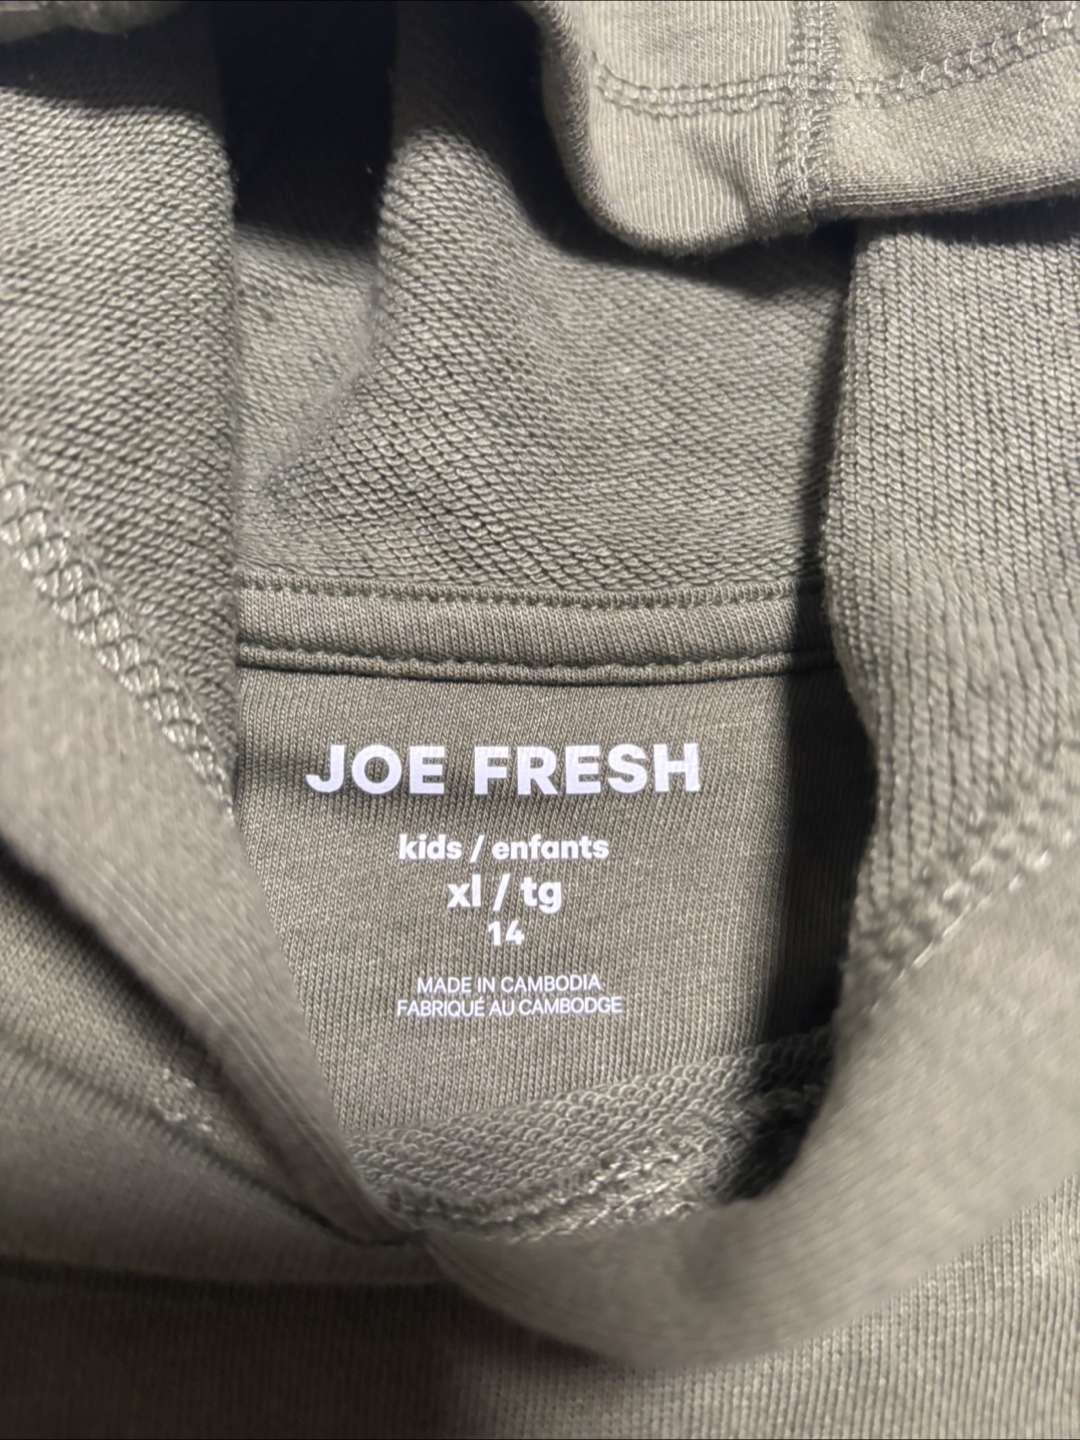 JOE FRESH
kids / enfants
xl / tg
14
MADE IN CAMBODIA
FABRIQUÉ AU CAMBODGE